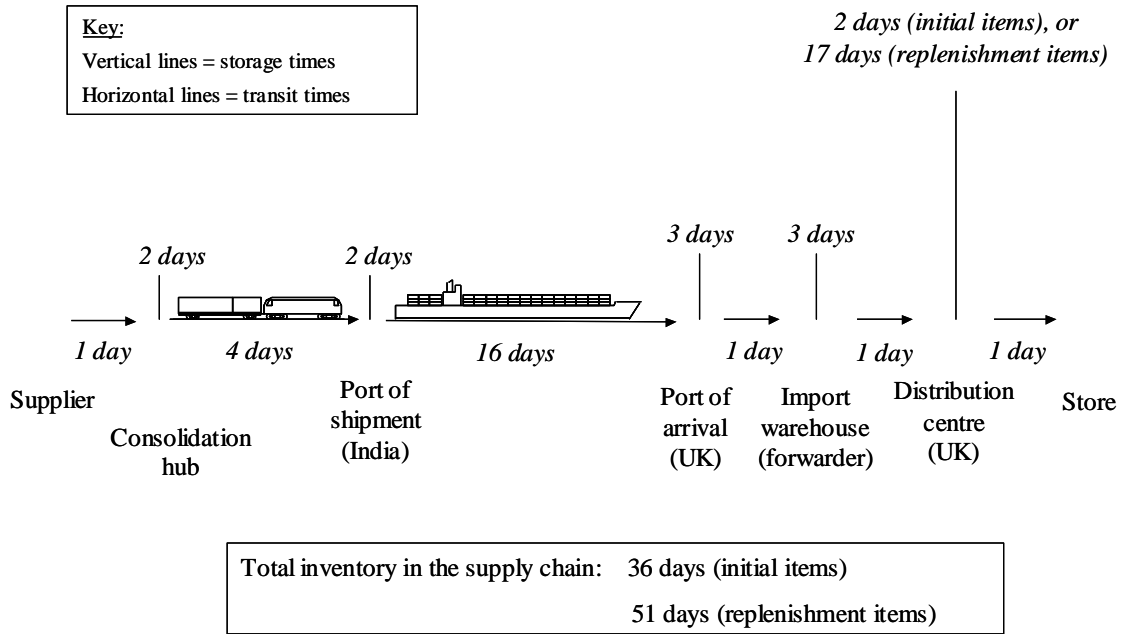 Key:
Vertical lines = storage times
Horizontal lines = transit times
2 days (initial items), or
17 days (replenishment items)
2 days
2 days
3 days
3 days
1 day
4 days
16 days
1 day
1 day
1 day
Supplier
Consolidation
hub
Port of
shipment
(India)
Port of
arrival
(UK)
Import
warehouse
(forwarder)
Distribution
centre
(UK)
Store
Total inventory in the supply chain: 36 days (initial items)
51 days (replenishment items)